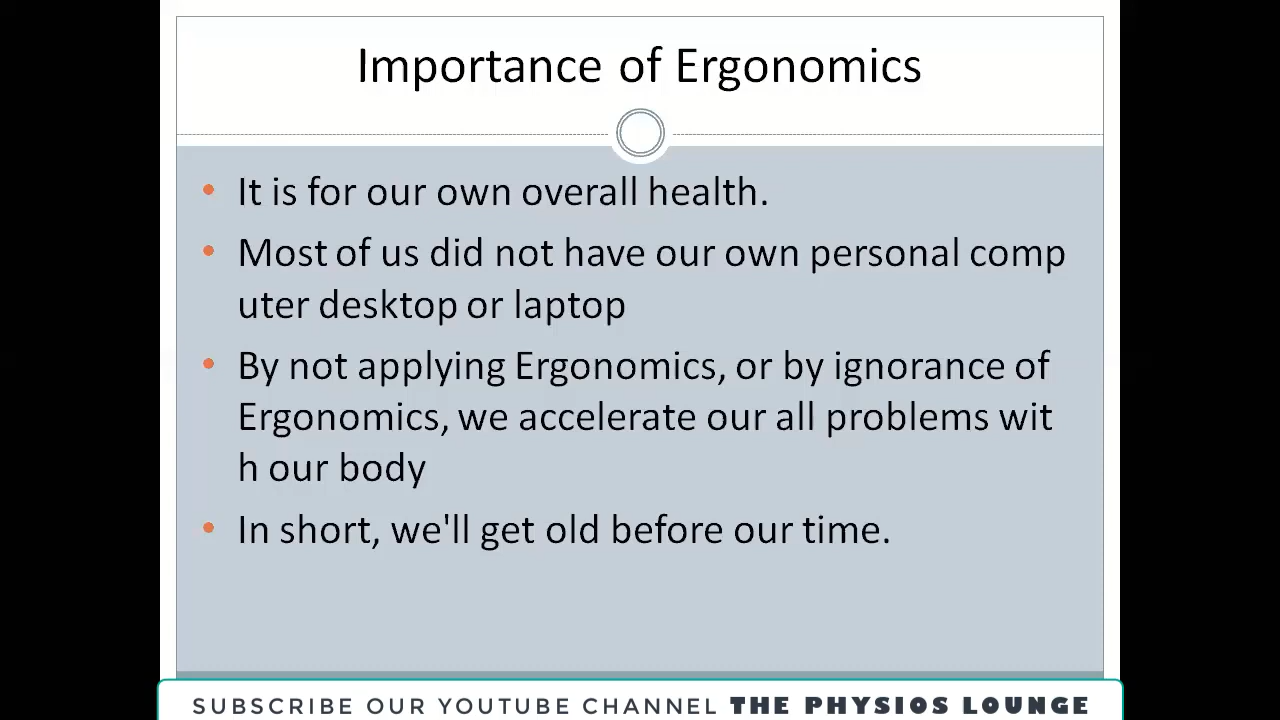 Importance of Ergonomics
• It is for our own overall health.
• Most of us did not have our own personal comp
uter desktop or laptop
• By not applying Ergonomics, or by ignorance of
Ergonomics, we accelerate our all problems wit
h our body
• In short, we'll get old before our time.
SUBSCRIBE OUR YOUTUBE CHANNEL THE PHYSIOS LOUNGE